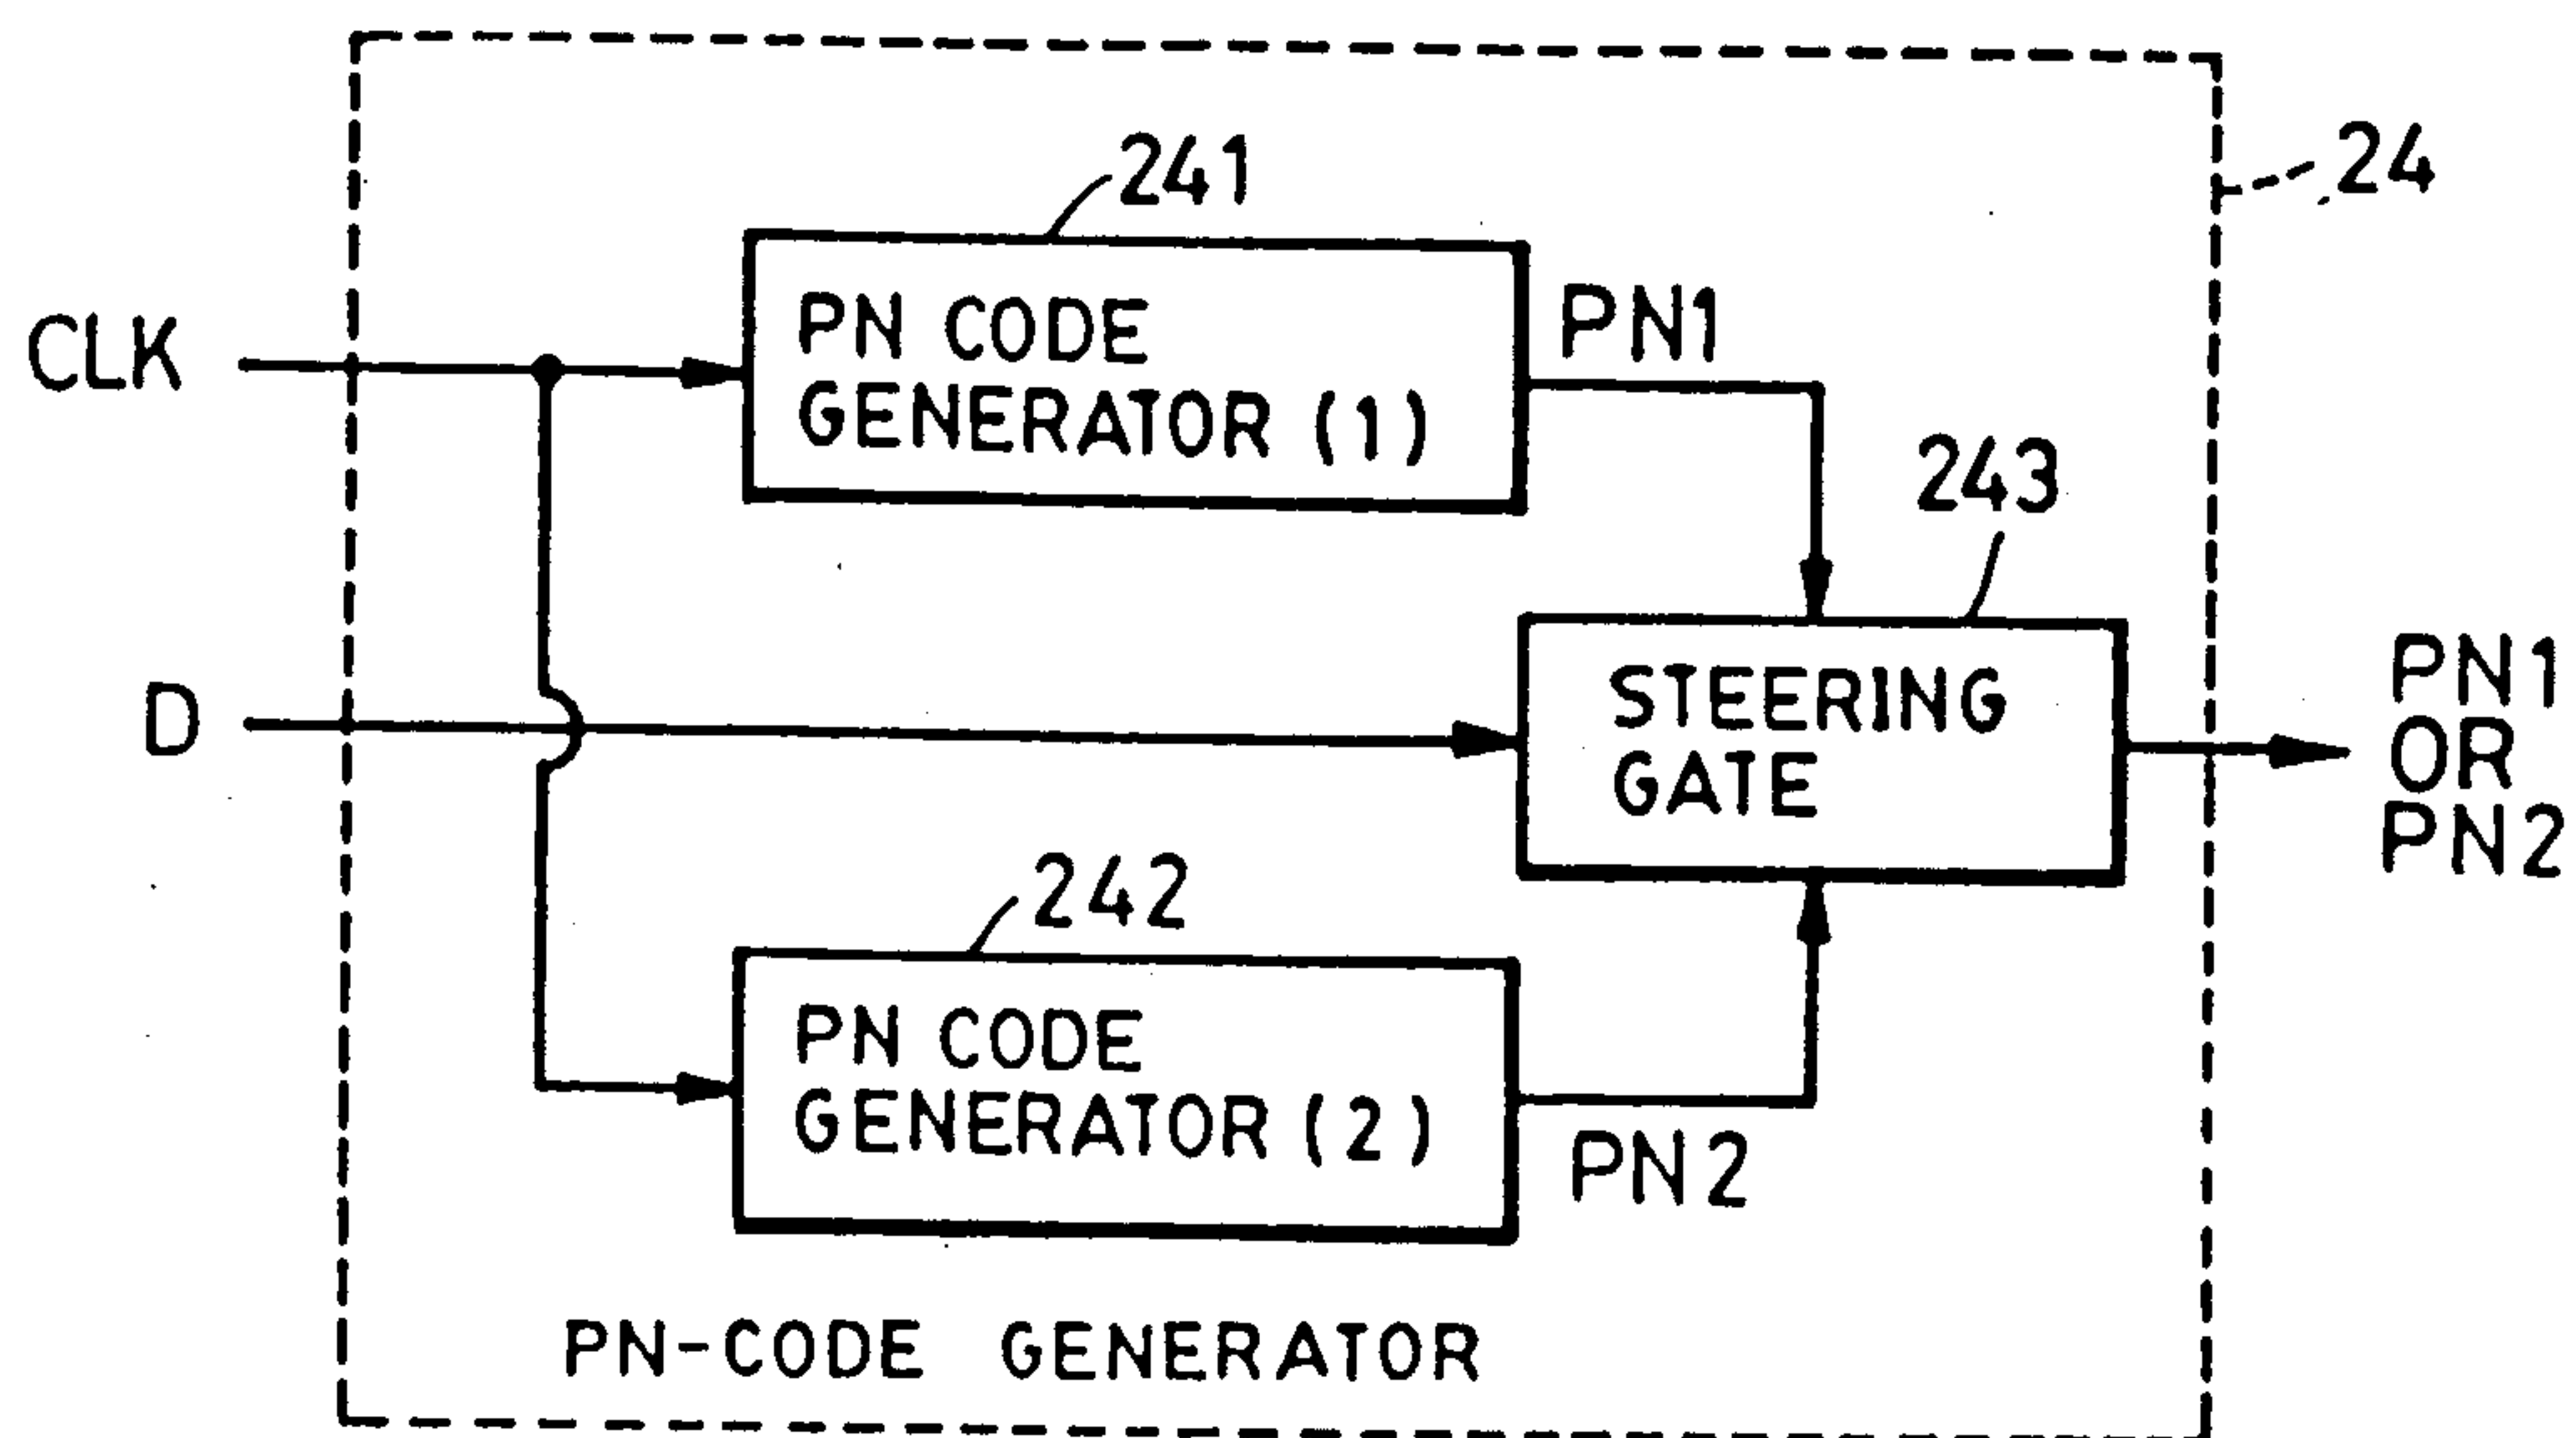 24
241
CLK
PN CODE
GENERATOR (1)
PN1
243
D
STEERING
GATE
PN1
OR
PN2
242
PN CODE
GENERATOR (2)
PN2
PN-CODE GENERATOR